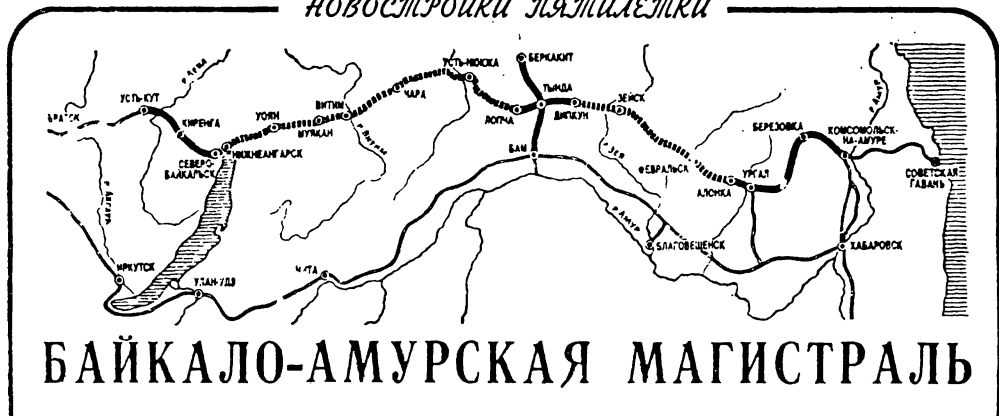 НОВОСТРОЙКИ ПЯТИЛЕТКИ
БРАТСК
УСТЬ-КУТ
р. Лена
КИРЕНГА
СЕВЕРО-
БАЙКАЛЬСК
НИЖНЕАНГАРСК
УОЯН
МУЯКАН
ВИТИМ
р. Витим
ЧАРА
УСТЬ-НЮКЖА
БЕРКАКИТ
ЛОПЧА
ТЫНДА
ДИПКУН
ЗЕЙСК
БАМ
р. ЗЕЯ
ФЕВРАЛЬСК
АЛОНКА
УРГАЛ
БЕРЕЗОВКА
КОМСОМОЛЬСК-
НА-АМУРЕ
р. АМУР
СОВЕТСКАЯ
ГАВАНЬ
р. Ангара
ИРКУТСК
УЛАН-УДЭ
ЧИТА
р. АМУР
БЛАГОВЕЩЕНСК
ХАБАРОВСК
БАЙКАЛО-АМУРСКАЯ МАГИСТРАЛЬ